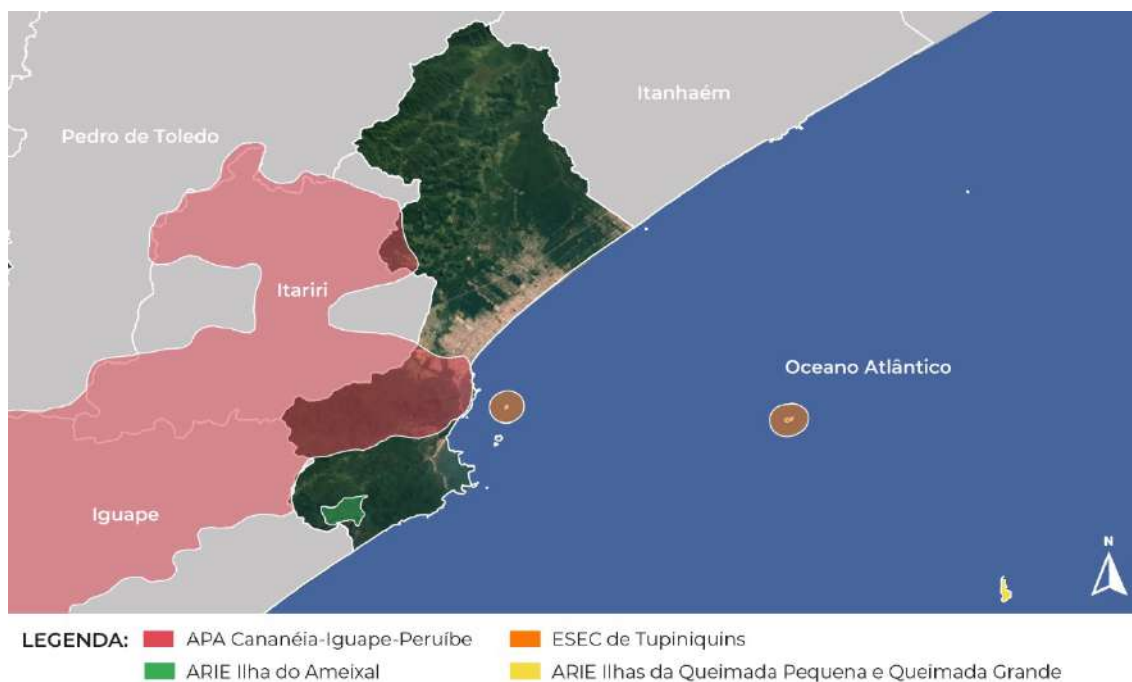 Itanhaém
Pedro de Toledo
Itariri
Oceano Atlântico
Iguape
N
LEGENDA:
APA Cananéia-Iguape-Peruíbe
ESEC de Tupiniquins
ARIE Ilha do Ameixal
ARIE Ilhas da Queimada Pequena e Queimada Grande